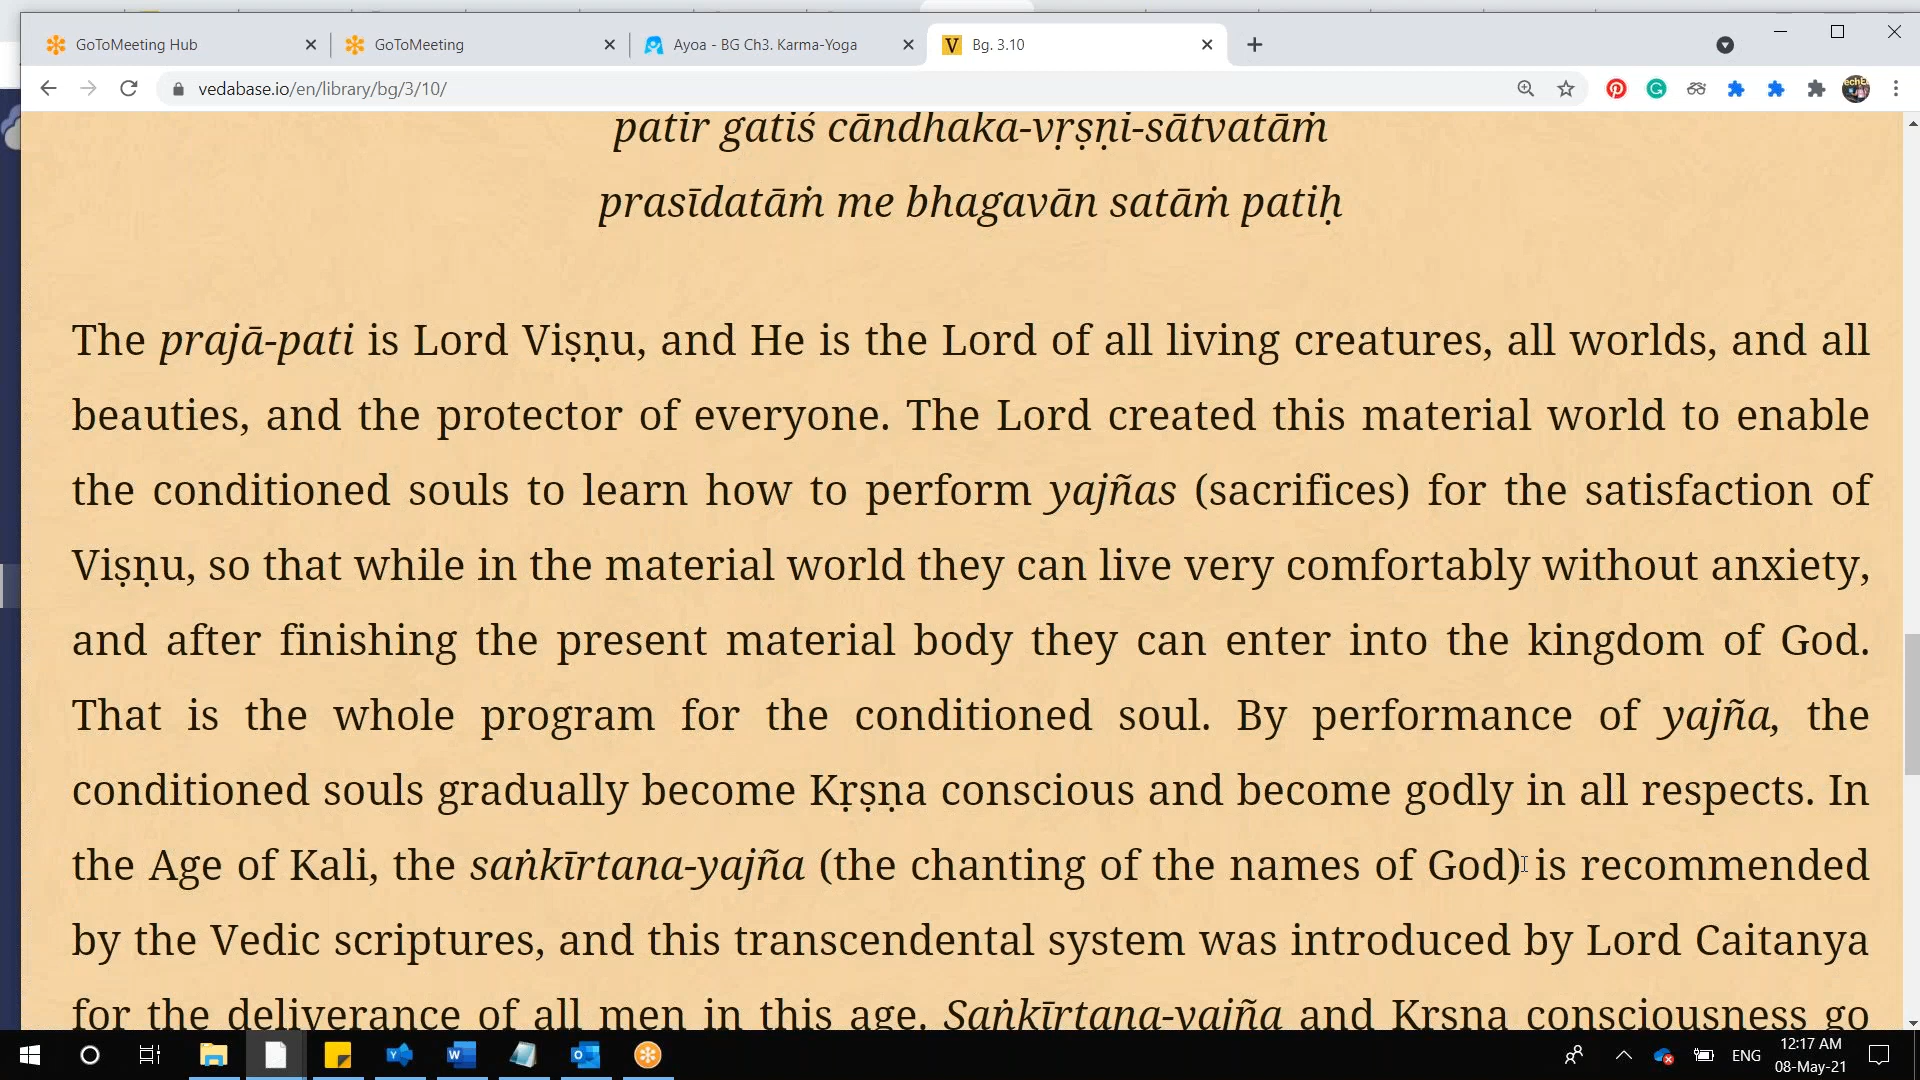 GoToMeeting Hub
GoToMeeting
Ayoa - BG Ch3. Karma-Yoga
Bg. 3.10
vedabase.io/en/library/bg/3/10/
patir gatiś cāndhaka-vṛṣṇi-sātvatāṁ
prasīdatāṁ me bhagavān satāṁ patiḥ
The prajā-pati is Lord Viṣṇu, and He is the Lord of all living creatures, all worlds, and all
beauties, and the protector of everyone. The Lord created this material world to enable
the conditioned souls to learn how to perform yajñas (sacrifices) for the satisfaction of
Viṣṇu, so that while in the material world they can live very comfortably without anxiety,
and after finishing the present material body they can enter into the kingdom of God.
That is the whole program for the conditioned soul. By performance of yajña, the
conditioned souls gradually become Kṛṣṇa conscious and become godly in all respects. In
the Age of Kali, the saṅkīrtana-yajña (the chanting of the names of God) is recommended
by the Vedic scriptures, and this transcendental system was introduced by Lord Caitanya
for the deliverance of all men in this age. Saṅkīrtana-yajña and Kṛṣṇa consciousness go
ENG
12:17 AM
08-May-21